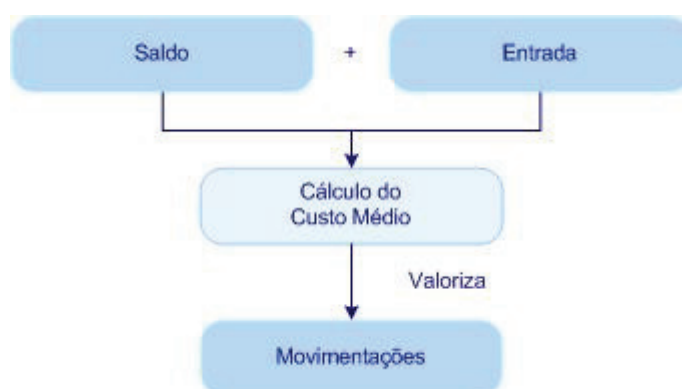 Saldo + Entrada
Cálculo do
Custo Médio
Valoriza
Movimentações